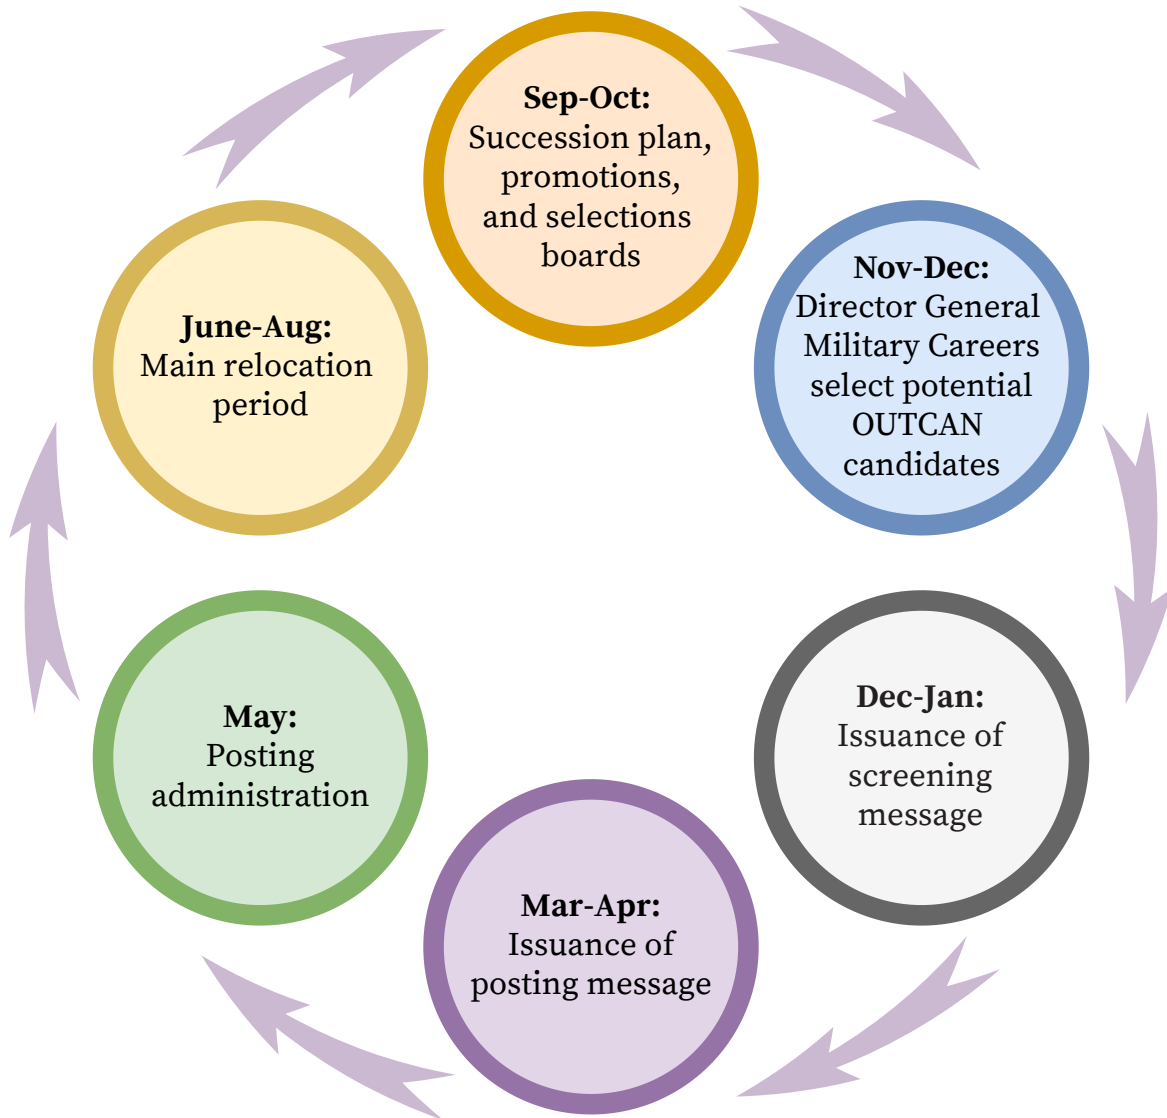 Sep-Oct:
Succession plan,
promotions,
and selections
boards
Nov-Dec:
Director General
Military Careers
select potential
OUTCAN
candidates
Dec-Jan:
Issuance of
screening
message
Mar-Apr:
Issuance of
posting message
May:
Posting
administration
June-Aug:
Main relocation
period